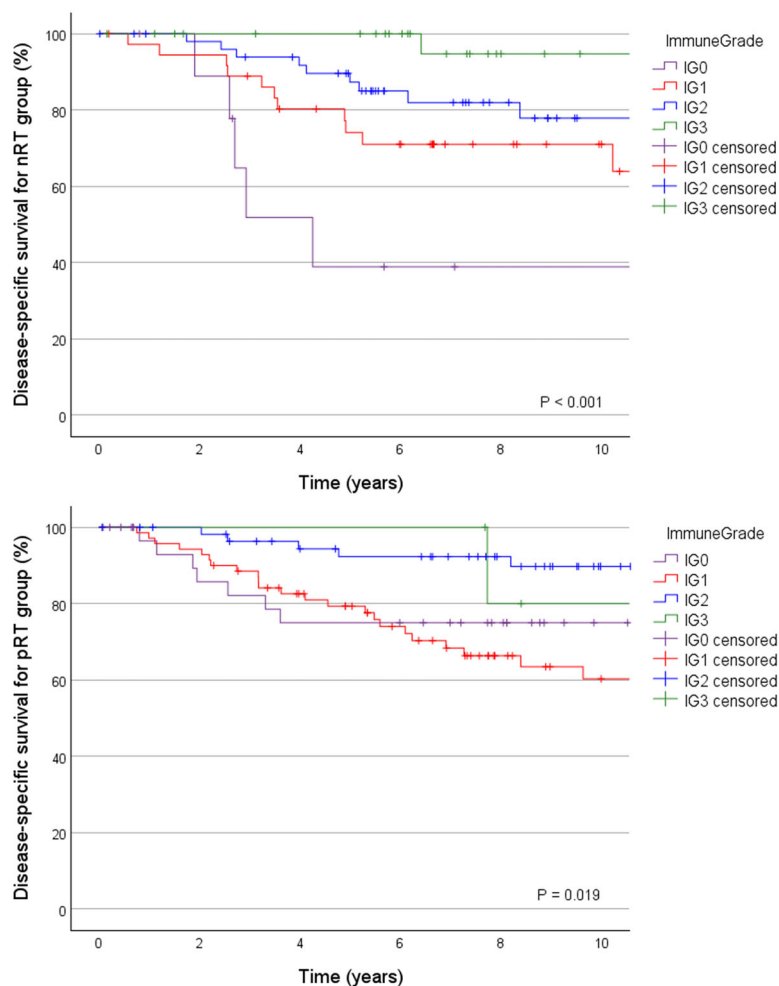 Disease-specific survival for nRT group (%)
100
80
60
40
20
0
P < 0.001
0 2 4 6 8 10
Time (years)
ImmuneGrade
IG0
IG1
IG2
IG3
IG0 censored
IG1 censored
IG2 censored
IG3 censored
Disease-specific survival for pRT group (%)
100
80
60
40
20
0
P = 0.019
0 2 4 6 8 10
Time (years)
ImmuneGrade
IG0
IG1
IG2
IG3
IG0 censored
IG1 censored
IG2 censored
IG3 censored